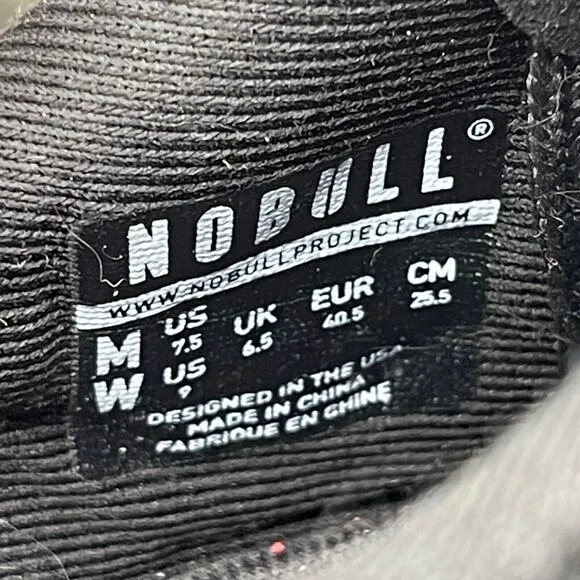 NOBULL®
WWW.NOBULLPROJECT.COM
M US 7.5 UK 6.5 EUR 40.5 CM 25.5
W US 9
DESIGNED IN THE USA
MADE IN CHINA
FABRIQUE EN CHINE